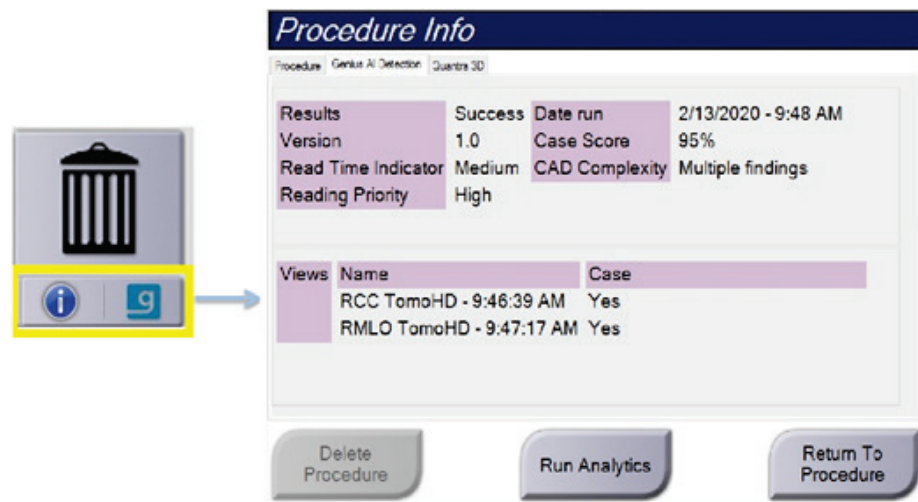 Procedure Info
Procedure Genius AI Detection Quantra 3D
Results Success Date run 2/13/2020 - 9:48 AM
Version 1.0 Case Score 95%
Read Time Indicator Medium CAD Complexity Multiple findings
Reading Priority High
Views Name Case
RCC TomoHD - 9:46:39 AM Yes
RMLO TomoHD - 9:47:17 AM Yes
i g
Delete Procedure
Run Analytics
Return To Procedure